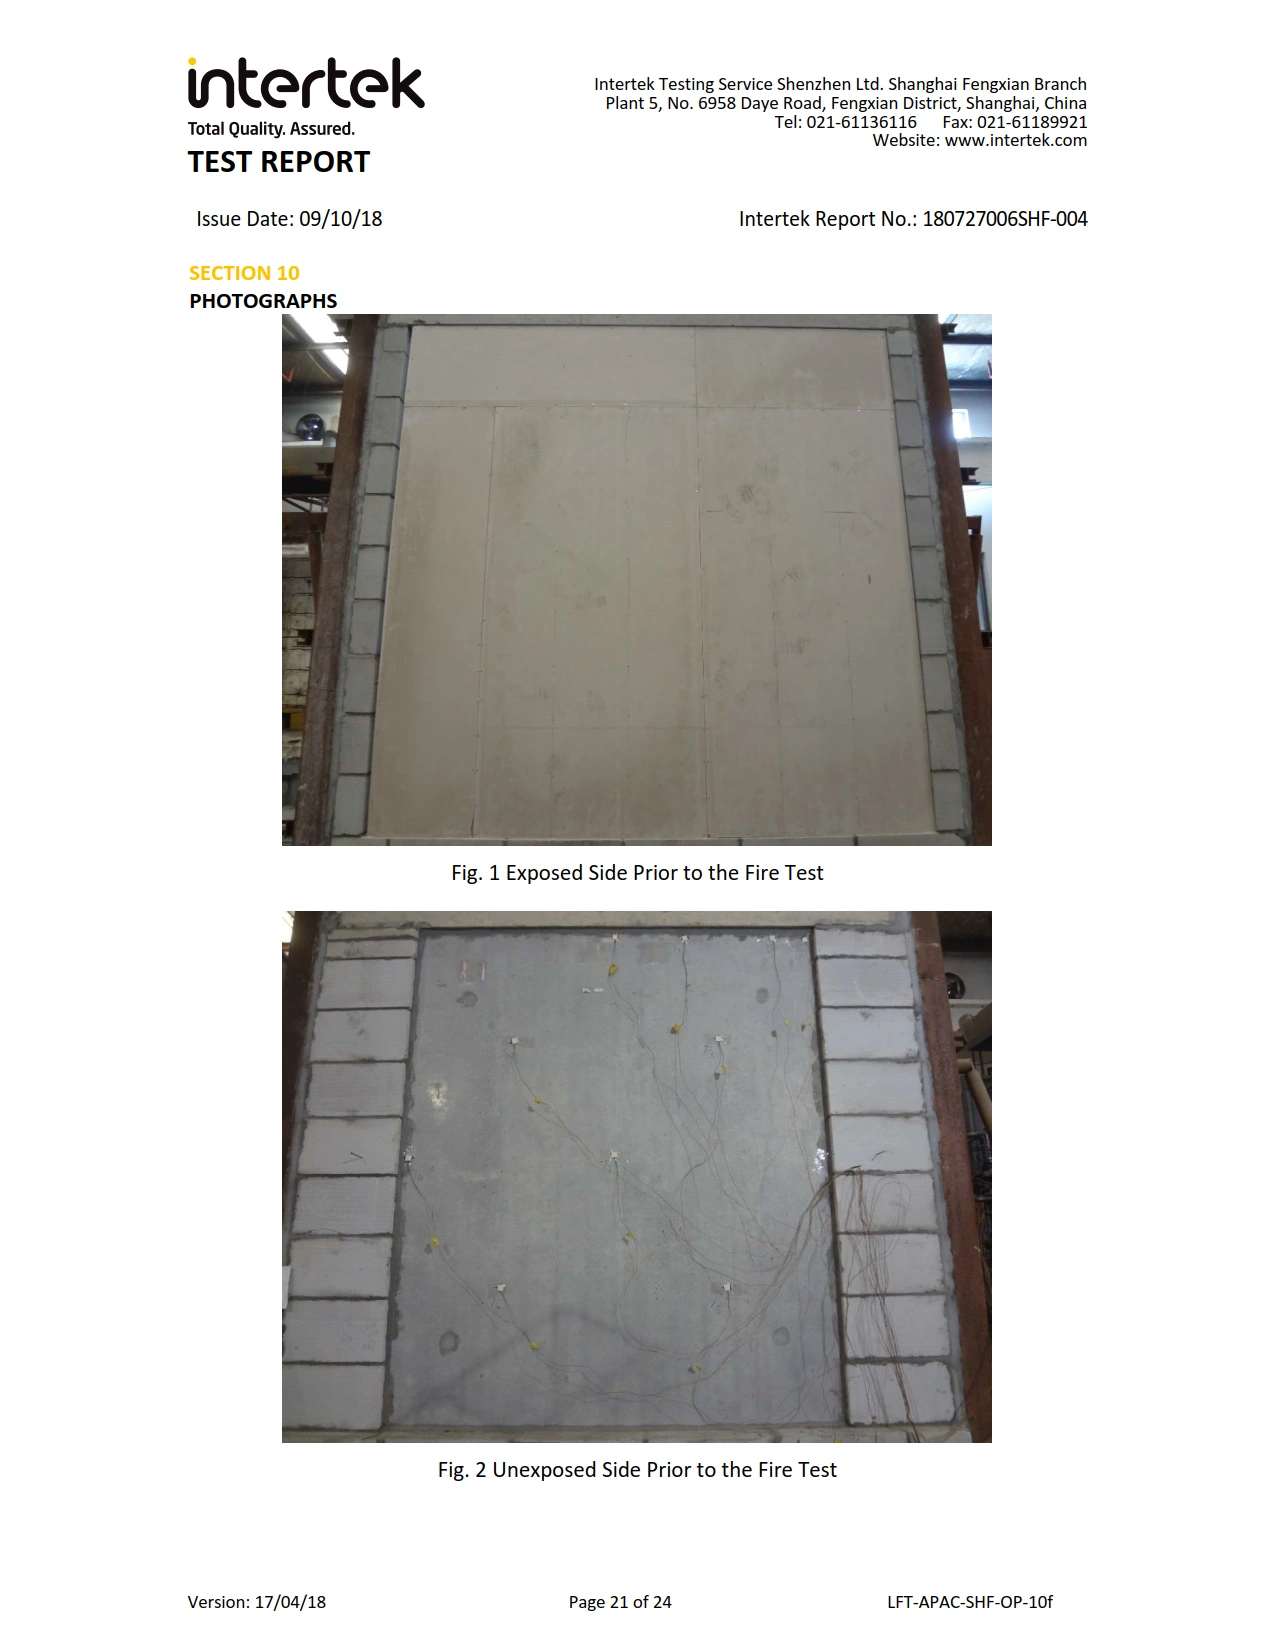 intertek
Total Quality. Assured.
TEST REPORT
Intertek Testing Service Shenzhen Ltd. Shanghai Fengxian Branch
Plant 5, No. 6958 Daye Road, Fengxian District, Shanghai, China
Tel: 021-61136116 Fax: 021-61189921
Website: www.intertek.com
Issue Date: 09/10/18 Intertek Report No.: 180727006SHF-004
SECTION 10
PHOTOGRAPHS
Fig. 1 Exposed Side Prior to the Fire Test
Fig. 2 Unexposed Side Prior to the Fire Test
Version: 17/04/18 Page 21 of 24 LFT-APAC-SHF-OP-10f